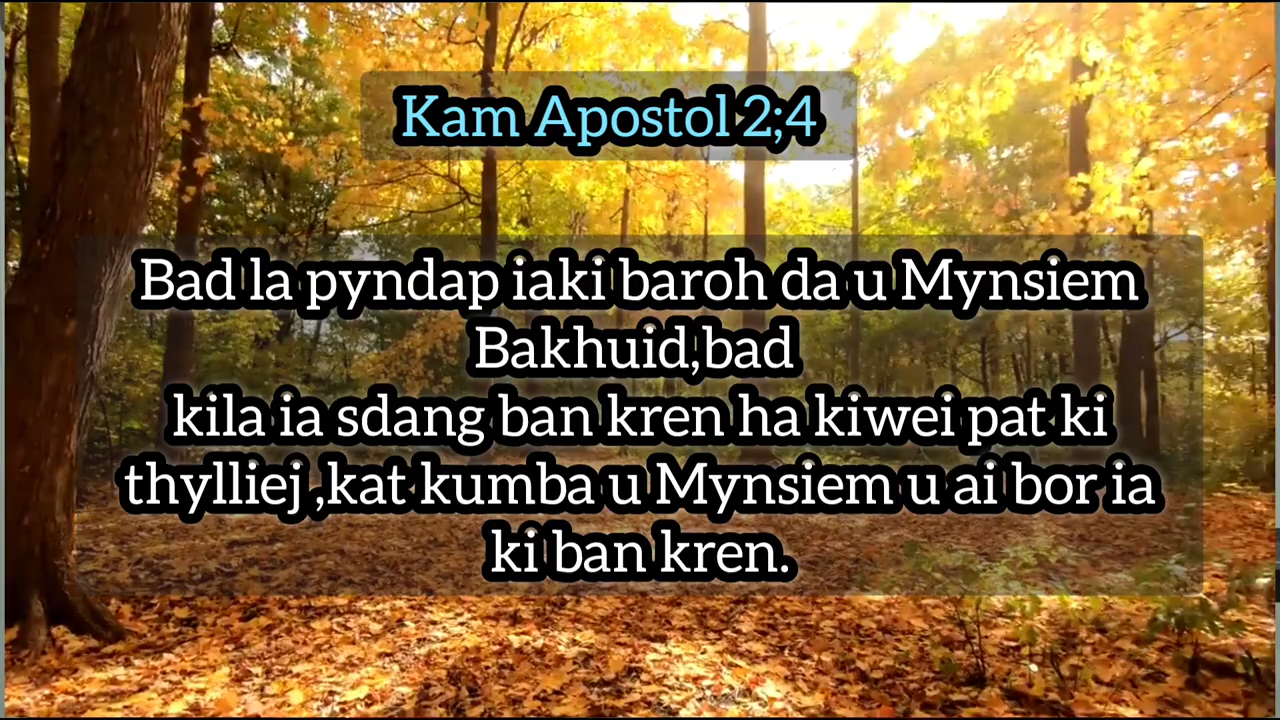 Kam Apostol 2;4
Bad la pyndap iaki baroh da u Mynsiem
Bakhuid,bad
kila ia sdang ban kren ha kiwei pat ki
thylliej ,kat kumba u Mynsiem u ai bor ia
ki ban kren.